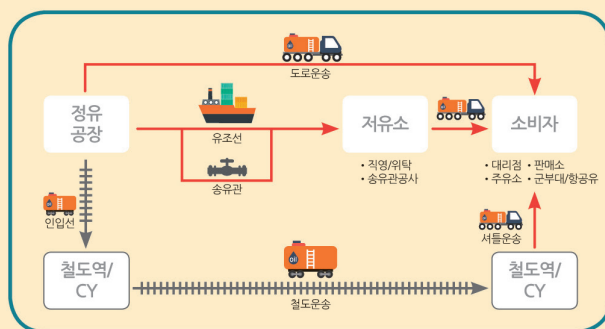 도로운송
정유
공장
유조선
송유관
저유소
• 직영/위탁
• 송유관공사
소비자
• 대리점 • 판매소
• 주유소 • 군부대/항공유
인입선
셔틀운송
철도역/
CY
OIL
철도운송
철도역/
CY